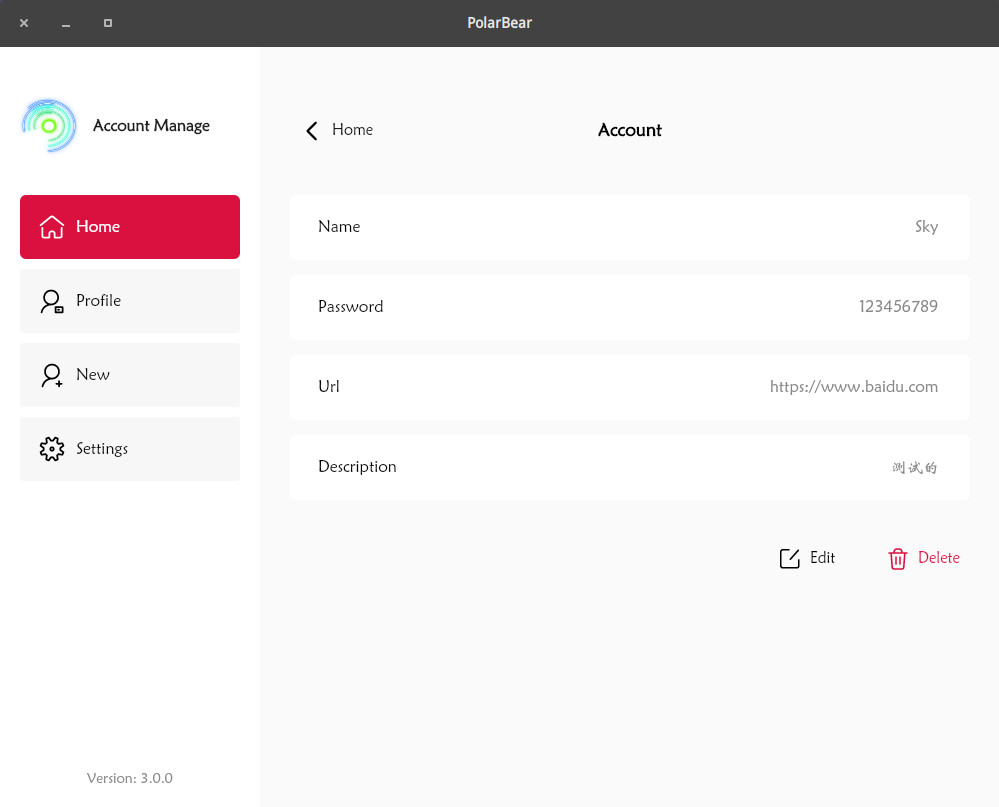 PolarBear
Account Manage
Home
Profile
New
Settings
Version: 3.0.0
Home
Account
Name Sky
Password 123456789
Url https://www.baidu.com
Description 测试的
Edit Delete